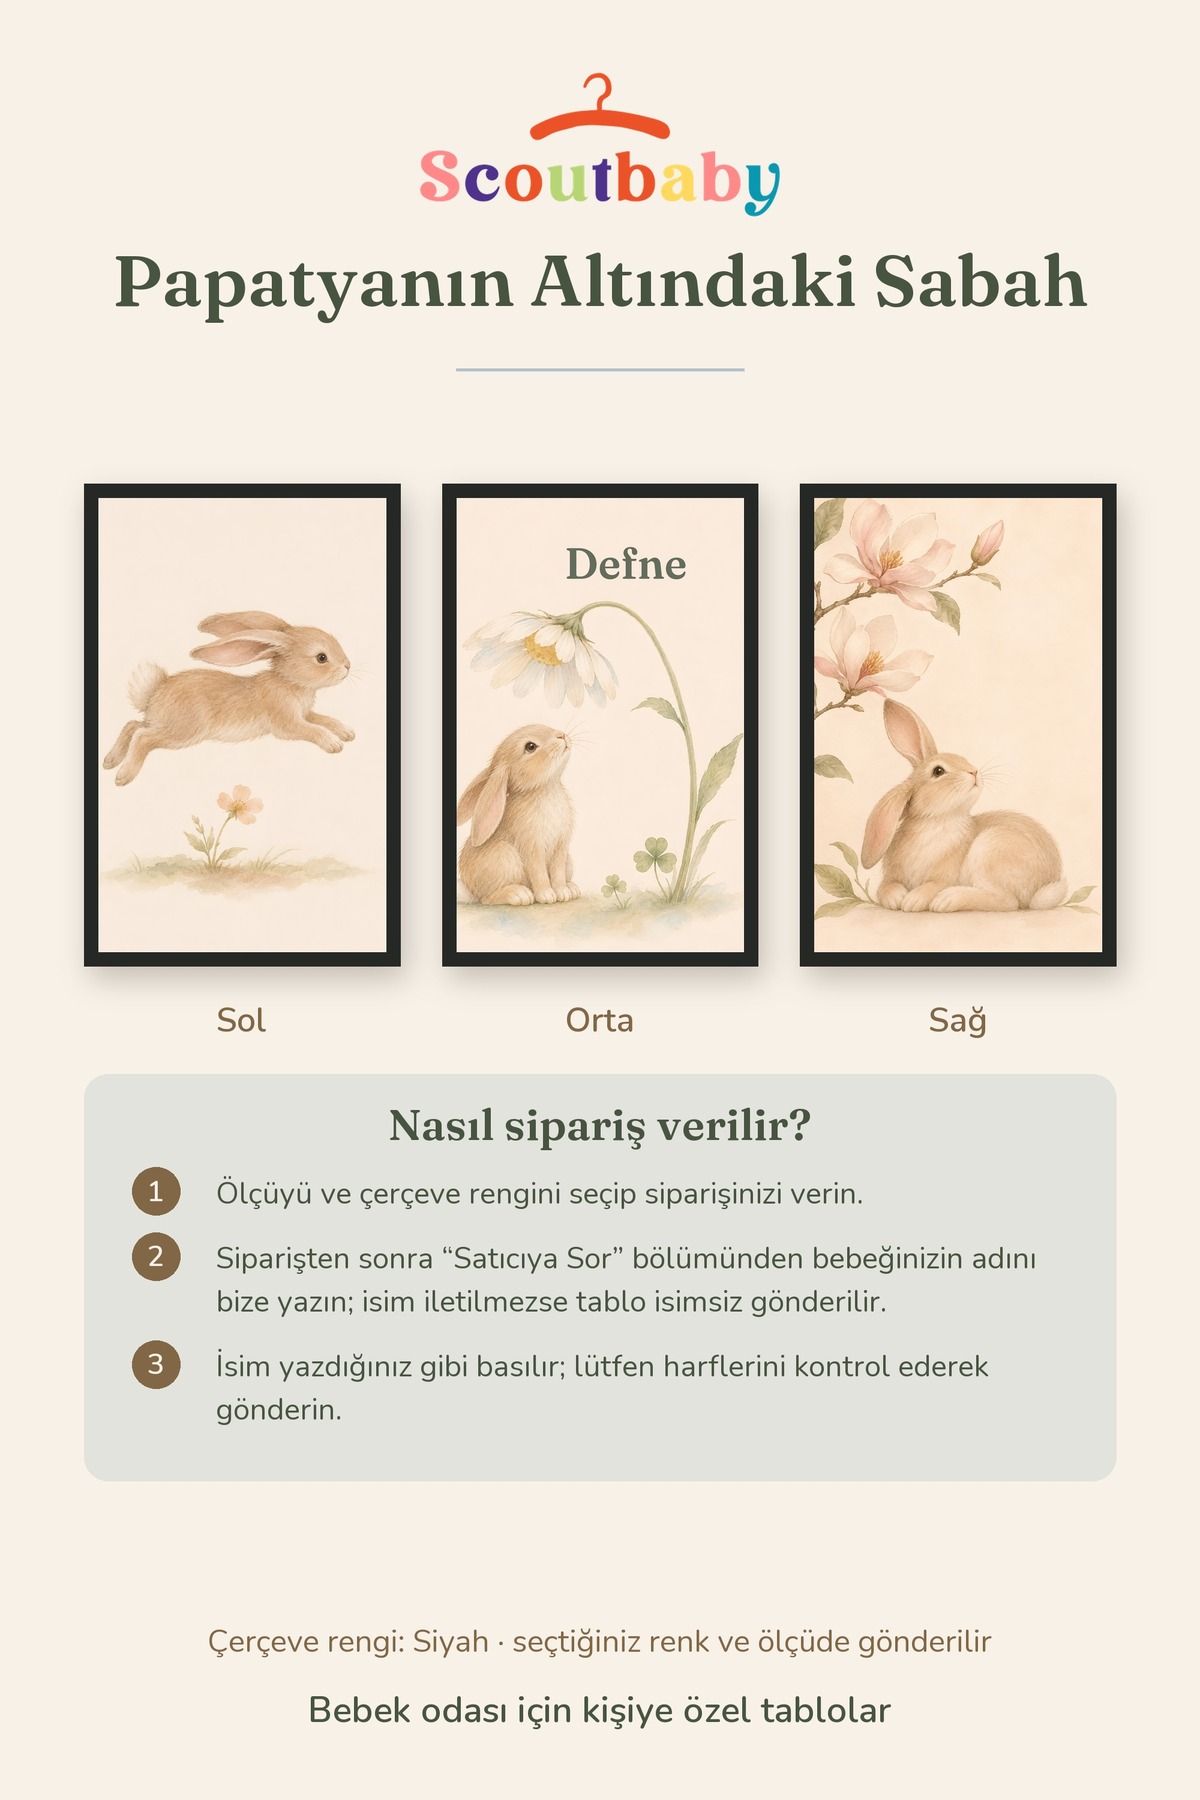 Scoutbaby
Papatyanın Altındaki Sabah
Defne
Sol
Orta
Sağ
Nasıl sipariş verilir?
1 Ölçüyü ve çerçeve rengini seçip siparişinizi verin.
2 Siparişten sonra “Satıcıya Sor” bölümünden bebeğinizin adını
bize yazın; isim iletilmezse tablo isimsiz gönderilir.
3 İsim yazdığınız gibi basılır; lütfen harflerini kontrol ederek
gönderin.
Çerçeve rengi: Siyah · seçtiğiniz renk ve ölçüde gönderilir
Bebek odası için kişiye özel tablolar